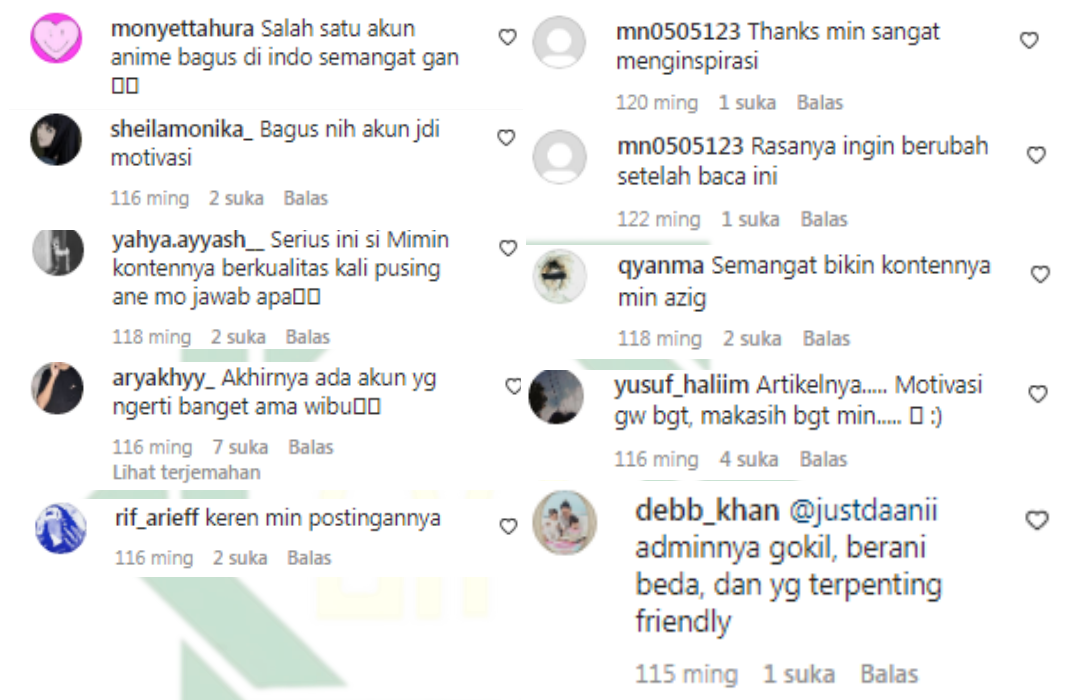 monyettahura Salah satu akun
anime bagus di indo semangat gan
sheilamonika_ Bagus nih akun jdi
motivasi
116 ming 2 suka Balas
yahya.ayyash__ Serius ini si Mimin
kontennya berkualitas kali pusing
ane mo jawab apa
118 ming 2 suka Balas
aryakhyy_ Akhirnya ada akun yg
ngerti banget ama wibu
116 ming 7 suka Balas
Lihat terjemahan
rif_arieff keren min postingannya
116 ming 2 suka Balas
mn0505123 Thanks min sangat
menginspirasi
120 ming 1 suka Balas
mn0505123 Rasanya ingin berubah
setelah baca ini
122 ming 1 suka Balas
qyanma Semangat bikin kontennya
min azig
118 ming 2 suka Balas
yusuf_haliim Artikelnya..... Motivasi
gw bgt, makasih bgt min..... :)
116 ming 4 suka Balas
debb_khan @justdaanii
adminnya gokil, berani
beda, dan yg terpenting
friendly
115 ming 1 suka Balas